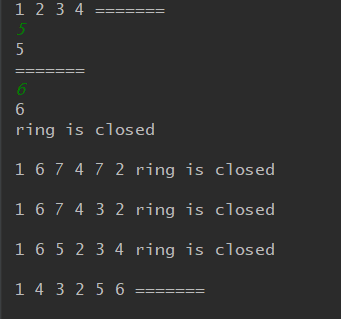 1 2 3 4 =======
5
5
=======
6
6
ring is closed
1 6 7 4 7 2 ring is closed
1 6 7 4 3 2 ring is closed
1 6 5 2 3 4 ring is closed
1 4 3 2 5 6 =======